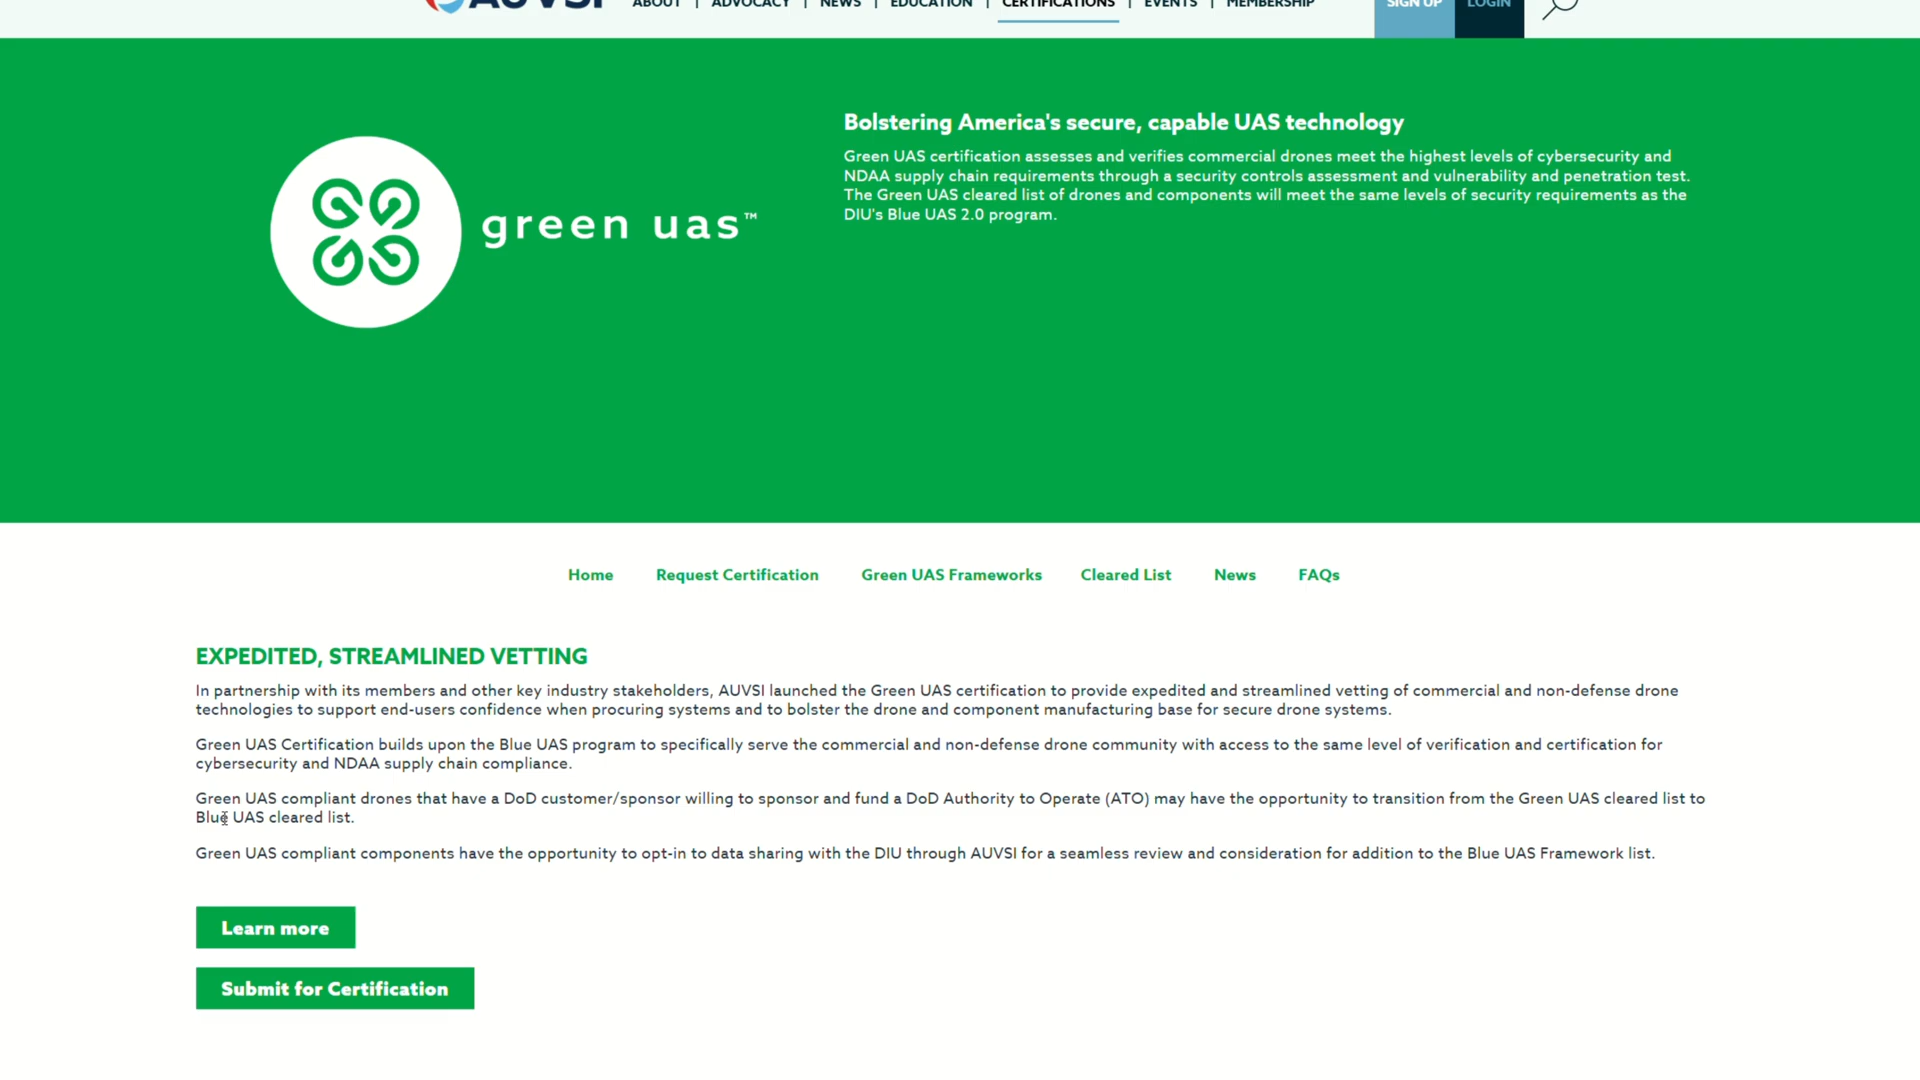 AUVSI ABOUT | ADVOCACY | NEWS | EDUCATION | CERTIFICATIONS | EVENTS | MEMBERSHIP SIGN UP LOGIN
green uas™
Bolstering America's secure, capable UAS technology
Green UAS certification assesses and verifies commercial drones meet the highest levels of cybersecurity and
NDAA supply chain requirements through a security controls assessment and vulnerability and penetration test.
The Green UAS cleared list of drones and components will meet the same levels of security requirements as the
DIU's Blue UAS 2.0 program.
Home Request Certification Green UAS Frameworks Cleared List News FAQs
EXPEDITED, STREAMLINED VETTING
In partnership with its members and other key industry stakeholders, AUVSI launched the Green UAS certification to provide expedited and streamlined vetting of commercial and non-defense drone
technologies to support end-users confidence when procuring systems and to bolster the drone and component manufacturing base for secure drone systems.
Green UAS Certification builds upon the Blue UAS program to specifically serve the commercial and non-defense drone community with access to the same level of verification and certification for
cybersecurity and NDAA supply chain compliance.
Green UAS compliant drones that have a DoD customer/sponsor willing to sponsor and fund a DoD Authority to Operate (ATO) may have the opportunity to transition from the Green UAS cleared list to
Blue UAS cleared list.
Green UAS compliant components have the opportunity to opt-in to data sharing with the DIU through AUVSI for a seamless review and consideration for addition to the Blue UAS Framework list.
Learn more
Submit for Certification